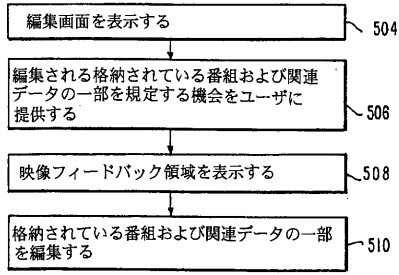 編集画面を表示する
504
編集される格納されている番組および関連
データの一部を規定する機会をユーザに
提供する
506
映像フィードバック領域を表示する
508
格納されている番組および関連データの一部
を編集する
510